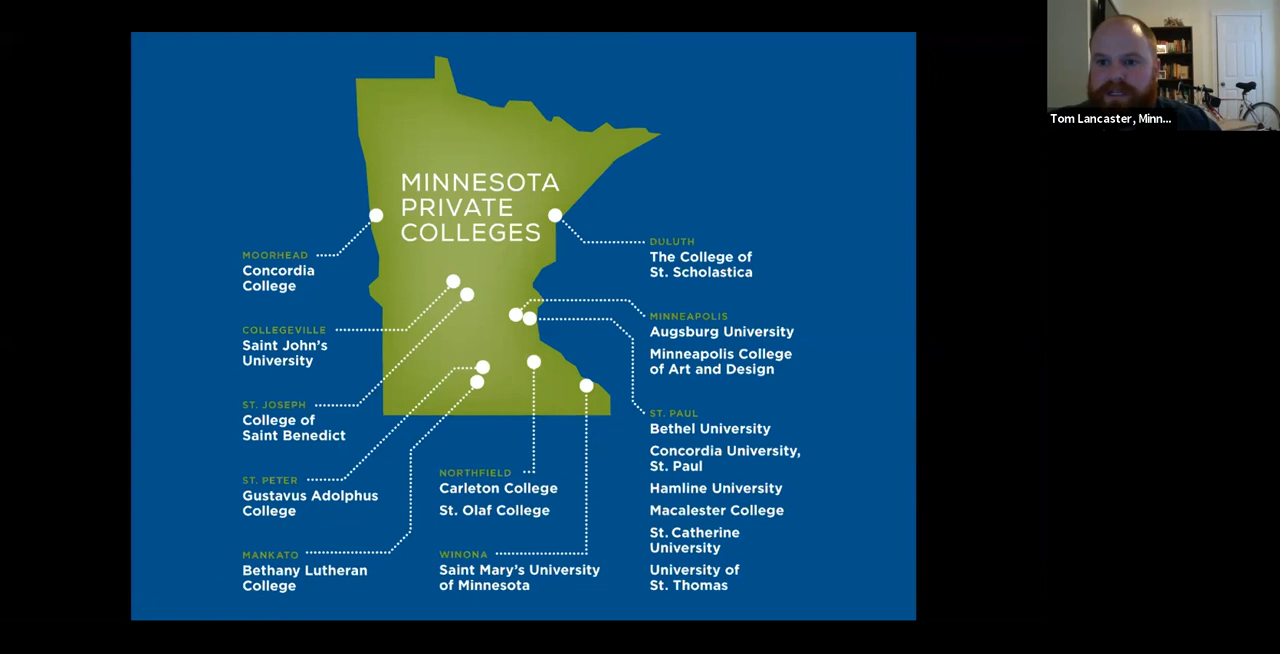 MINNESOTA
PRIVATE
COLLEGES
MOORHEAD
Concordia
College
COLLEGEVILLE
Saint John's
University
ST. JOSEPH
College of
Saint Benedict
ST. PETER
Gustavus Adolphus
College
MANKATO
Bethany Lutheran
College
NORTHFIELD
Carleton College
St. Olaf College
WINONA
Saint Mary's University
of Minnesota
DULUTH
The College of
St. Scholastica
MINNEAPOLIS
Augsburg University
Minneapolis College
of Art and Design
ST. PAUL
Bethel University
Concordia University,
St. Paul
Hamline University
Macalester College
St. Catherine
University
University of
St. Thomas
Tom Lancaster, Minn...